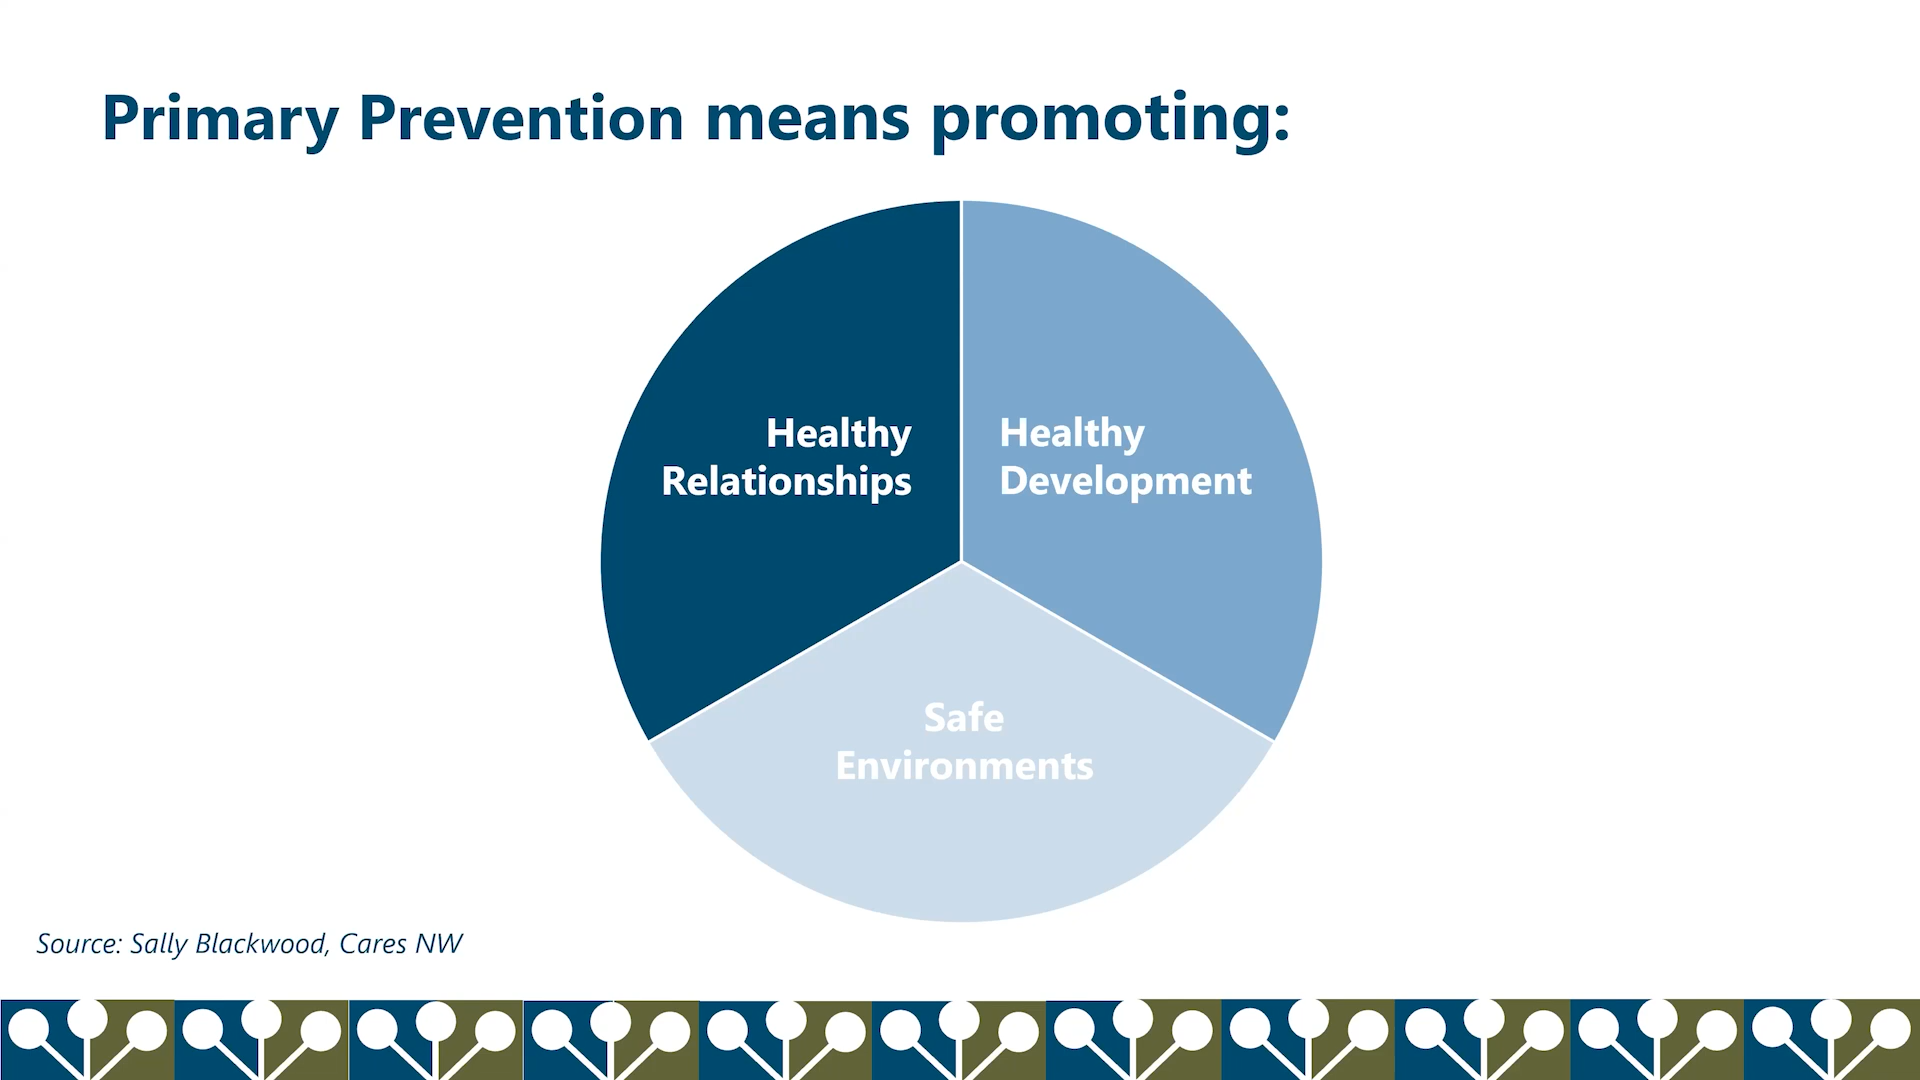 Primary Prevention means promoting:
Healthy
Relationships
Healthy
Development
Safe
Environments
Source: Sally Blackwood, Cares NW